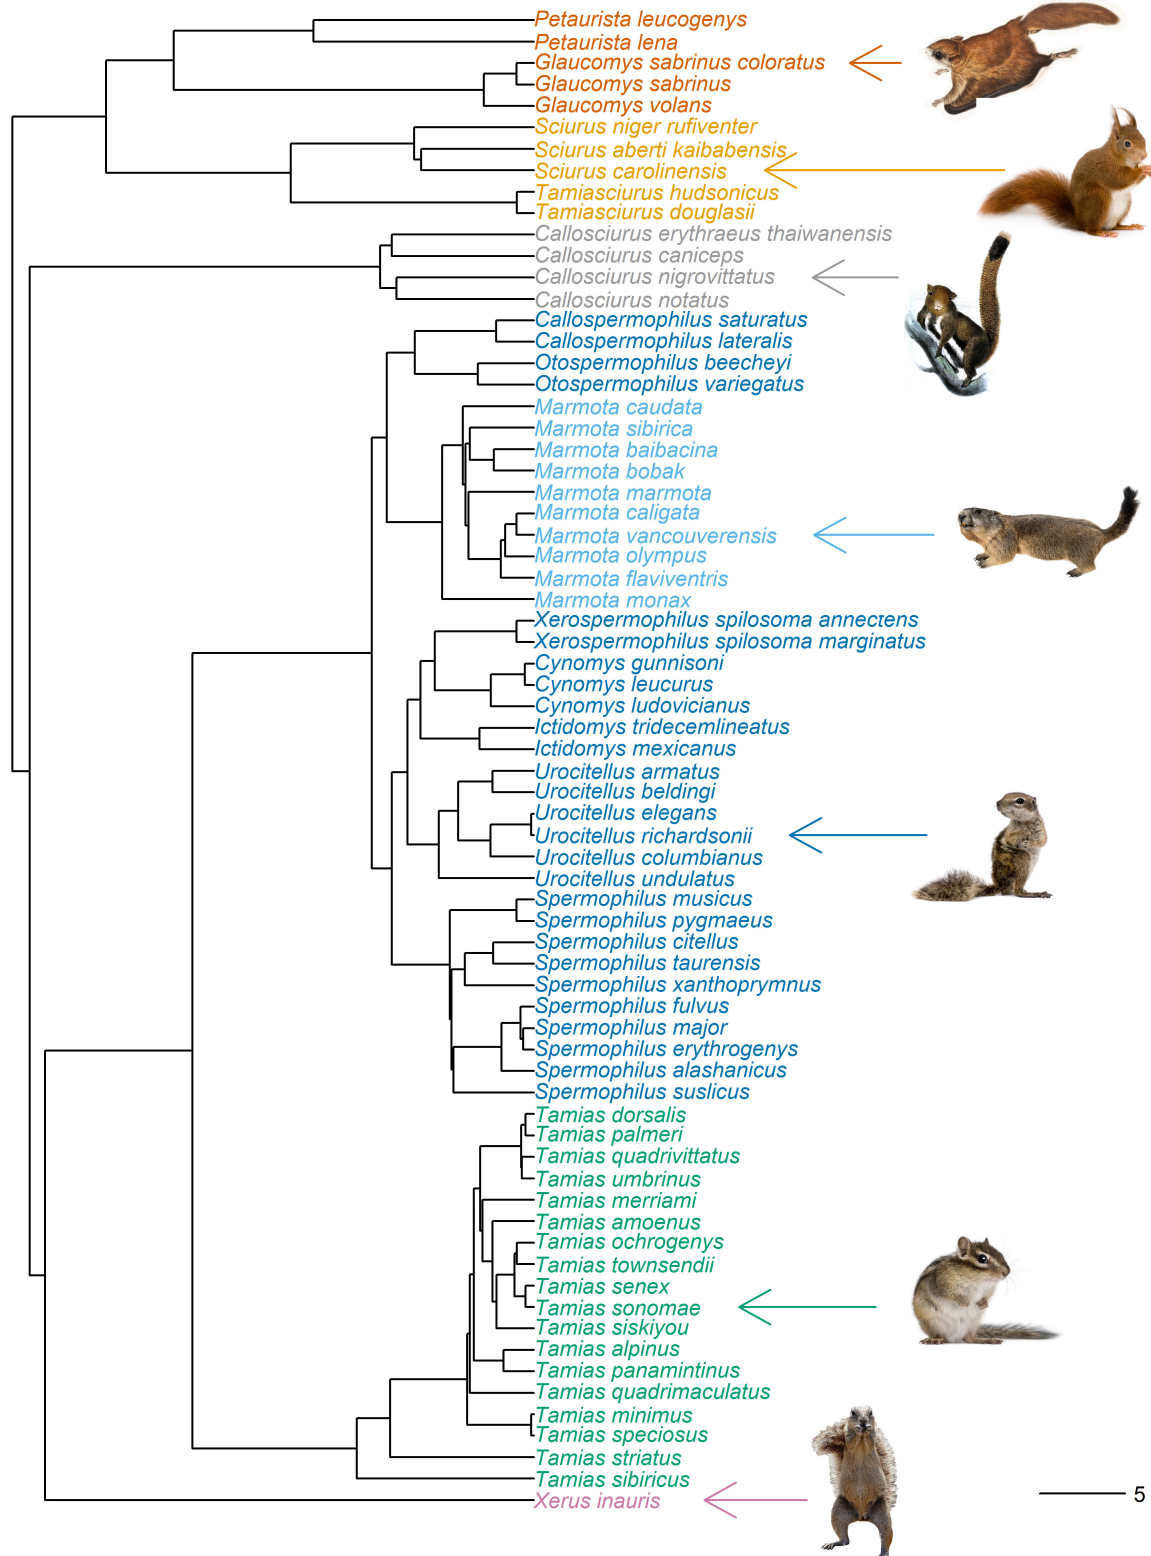 Petaurista leucogenys
Petaurista lena
Glaucomys sabrinus coloratus
Glaucomys sabrinus
Glaucomys volans
Sciurus niger rufiventer
Sciurus aberti kaibabensis
Sciurus carolinensis
Tamiasciurus hudsonicus
Tamiasciurus douglasii
Callosciurus erythraeus thaiwanensis
Callosciurus caniceps
Callosciurus nigrovittatus
Callosciurus notatus
Callospermophilus saturatus
Callospermophilus lateralis
Otospermophilus beecheyi
Otospermophilus variegatus
Marmota caudata
Marmota sibirica
Marmota baibacina
Marmota bobak
Marmota marmota
Marmota caligata
Marmota vancouverensis
Marmota olympus
Marmota flaviventris
Marmota monax
Xerospermophilus spilosoma annectens
Xerospermophilus spilosoma marginatus
Cynomys gunnisoni
Cynomys leucurus
Cynomys ludovicianus
Ictidomys tridecemlineatus
Ictidomys mexicanus
Urocitellus armatus
Urocitellus beldingi
Urocitellus elegans
Urocitellus richardsonii
Urocitellus columbianus
Urocitellus undulatus
Spermophilus musicus
Spermophilus pygmaeus
Spermophilus citellus
Spermophilus taurensis
Spermophilus xanthoprymnus
Spermophilus fulvus
Spermophilus major
Spermophilus erythrogenys
Spermophilus alashanicus
Spermophilus suslicus
Tamias dorsalis
Tamias palmeri
Tamias quadrivittatus
Tamias umbrinus
Tamias merriami
Tamias amoenus
Tamias ochrogenys
Tamias townsendii
Tamias senex
Tamias sonomae
Tamias siskiyou
Tamias alpinus
Tamias panamintinus
Tamias quadrimaculatus
Tamias minimus
Tamias speciosus
Tamias striatus
Tamias sibiricus
Xerus inauris
5